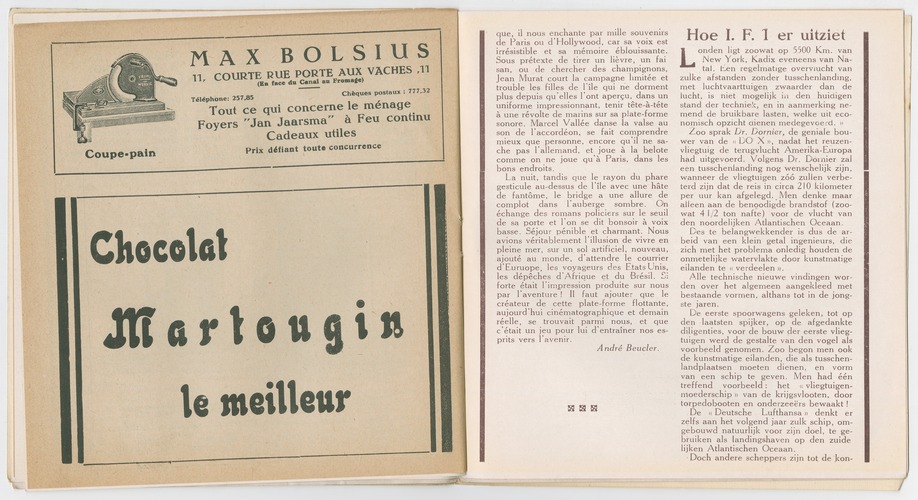 MAX BOLSIUS
11, COURTE RUE PORTE AUX VACHES .11
(En face du Canal au Fromage)
Téléphone: 257,85
Chèques postaux : 777,32
Tout ce qui concerne le ménage
Foyers "Jan Jaarsma" à Feu continu
Cadeaux utiles
Prix défiant toute concurrence
Coupe-pain
Chocolat
Martougin
le meilleur
que, il nous enchante par mille souvenirs
de Paris ou d'Hollywood, car sa voix est
irrésistible et sa mémoire éblouissante.
Sous prétexte de tirer un lièvre, un fai
san, ou de chercher des champignons,
Jean Murat court la campagne limitée et
trouble les filles de l'île qui ne dorment
plus depuis qu'elles l'ont aperçu, dans un
uniforme impressionnant, tenir tête-à-tête
à une révolte de marins sur sa plate-forme
sonore. Marcel Vallée danse la valse au
son de l'accordéon, se fait comprendre
mieux que personne, encore qu'il ne sa-
che pas l'allemand, et joue à la belote
comme on ne joue qu'à Paris, dans les
bons endroits.
La nuit, tandis que le rayon du phare
gesticule au-dessus de l'île avec une hâte
de fantôme, le bridge a une allure de
complot dans l'auberge sombre. On
échange des romans policiers sur le seuil
de sa porte et l'on se dit bonsoir à voix
basse. Séjour pénible et charmant. Nous
avions véritablement l'illusion de vivre en
pleine mer, sur un sol artificiel, nouveau,
ajouté au monde, d'attendre le courrier
d'Euruope, les voyageurs des Etats Unis,
les dépêches d'Afrique et du Brésil. Si
forte était l'impression produite sur nous
par l'aventure ! Il faut ajouter que le
créateur de cette plate-forme flottante,
aujourd'hui cinématographique et demain
réelle, se trouvait parmi nous, et que
c'était un jeu pour lui d'entraîner nos es-
prits vers l'avenir.
André Beucler.
Hoe I. F. 1 er uitziet
Londen ligt zoowat op 5500 Km. van
New York, Kadix eveneens van Na-
tal. Een regelmatige overvlucht van
zulke afstanden zonder tusschenlanding,
met luchtvaarttuigen zwaarder dan de
lucht, is niet mogelijk in den huidigen
stand der techniek, en in aanmerking ne-
mend de bruikbare lasten, welke uit eco-
nomisch opzicht dienen medegevoerd. »
Zoo sprak Dr. Dornier, de geniale bou-
wer van de « DO X », nadat het reuzen-
vliegtuig de terugvlucht Amerika-Europa
had uitgevoerd. Volgens Dr. Dornier zal
een tusschenlanding nog wenschelijk zijn,
wanneer de vliegtuigen zóó zullen verbe-
terd zijn dat de reis in circa 210 kilometer
per uur kan afgelegd. Men denke maar
alleen aan de benoodigde brandstof (zoo-
wat 4 1/2 ton nafte) voor de vlucht van
den noordelijken Atlantischen Oceaan.
Des te belangwekkender is dus de ar-
beid van een klein getal ingenieurs, die
zich met het problema onledig houden de
onmetelijke watervlakte door kunstmatige
eilanden te « verdeelen ».
Alle technische nieuwe vindingen wor-
den over het algemeen aangekleed met
bestaande vormen, althans tot in de jong-
ste jaren.
De eerste spoorwagens geleken, tot op
den laatsten spijker, op de afgedankte
diligenties, voor de bouw der eerste vlieg-
tuigen werd de gestalte van den vogel als
voorbeeld genomen. Zoo begon men ook
de kunstmatige eilanden, die als tusschen-
landplaatsen moeten dienen, en vorm
van een schip te geven. Men had één
treffend voorbeeld : het « vliegtuigen-
moederschip » van de krijgsvlooten, door
torpedobooten en onderzeeërs bewaakt !
De « Deutsche Lufthansa » denkt er
zelfs aan het volgend jaar zulk schip, om-
gebouwd natuurlijk voor zijn doel, te ge-
bruiken als landingshaven op den zuide
lijken Atlantischen Oceaan.
Doch andere scheppers zijn tot de kon-